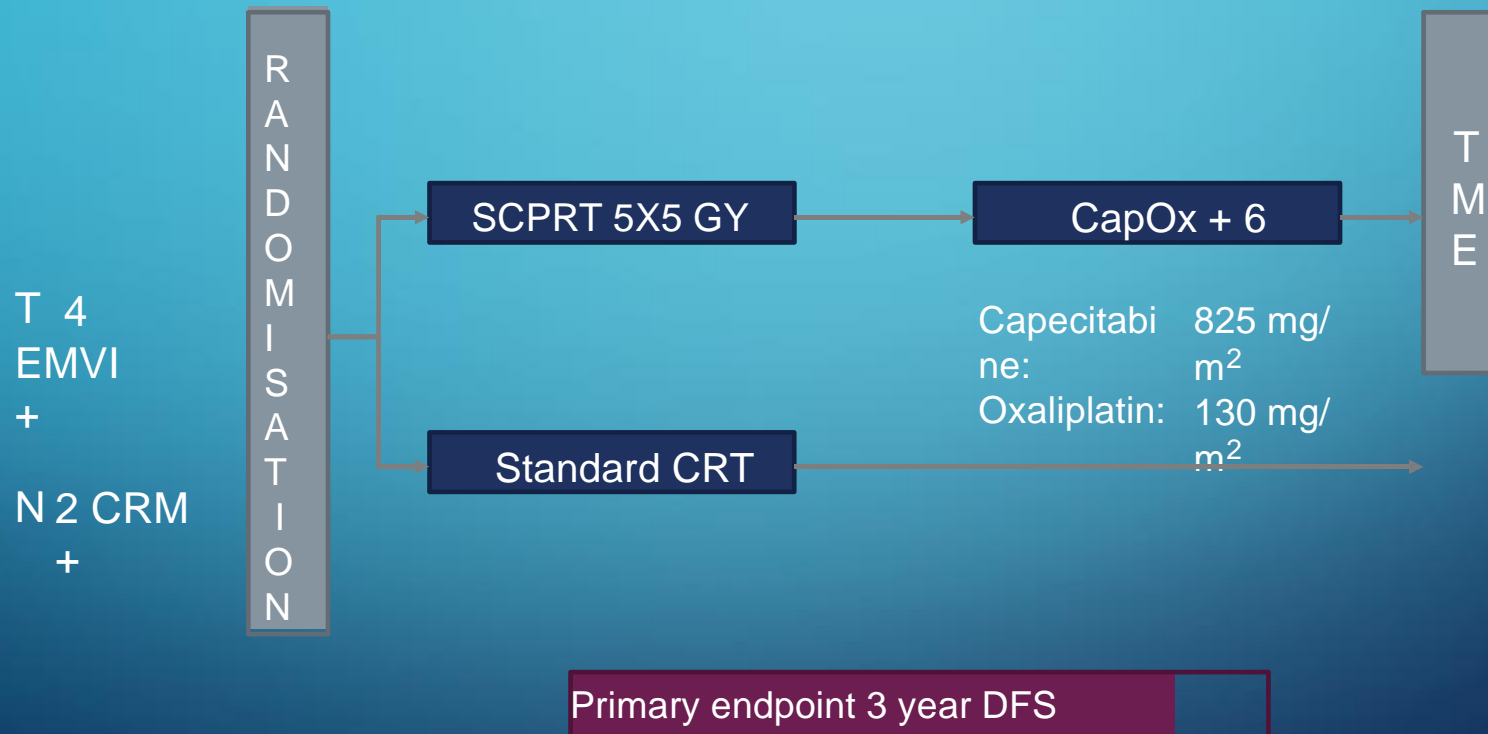 T 4
EMVI
+
N 2 CRM
+
R
A
N
D
O
M
I
S
A
T
I
O
N
SCPRT 5X5 GY
CapOx + 6
Capecitabi
ne:
825 mg/
m²
Oxaliplatin:
130 mg/
m²
Standard CRT
T
M
E
Primary endpoint 3 year DFS